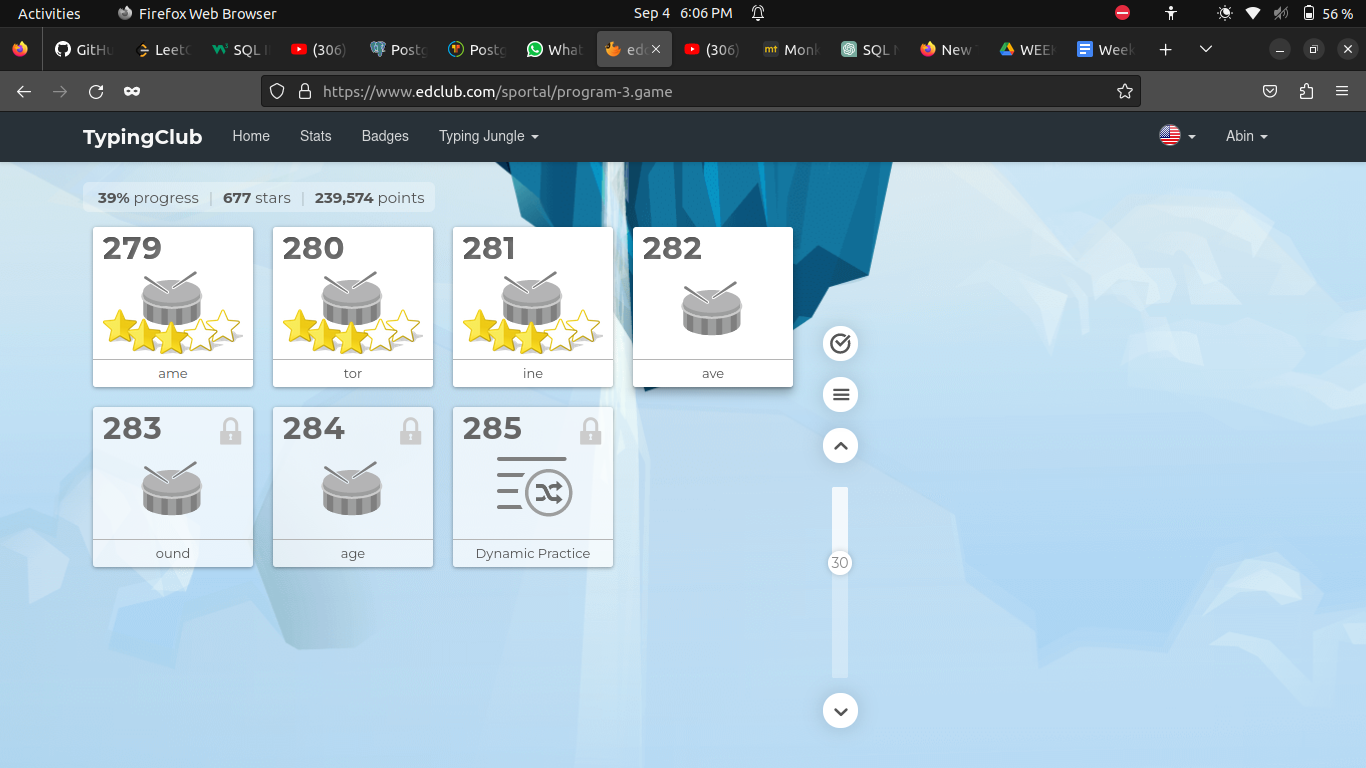 Activities Firefox Web Browser Sep 4 6:06 PM 56 %
GitHu LeetC SQL (306) Postg Postg What edc (306) Monk SQL New WEEK Week
https://www.edclub.com/sportal/program-3.game
TypingClub Home Stats Badges Typing Jungle Abin
39% progress | 677 stars | 239,574 points
279 280 281 282
ame tor ine ave
283 284 285
ound age Dynamic Practice
30